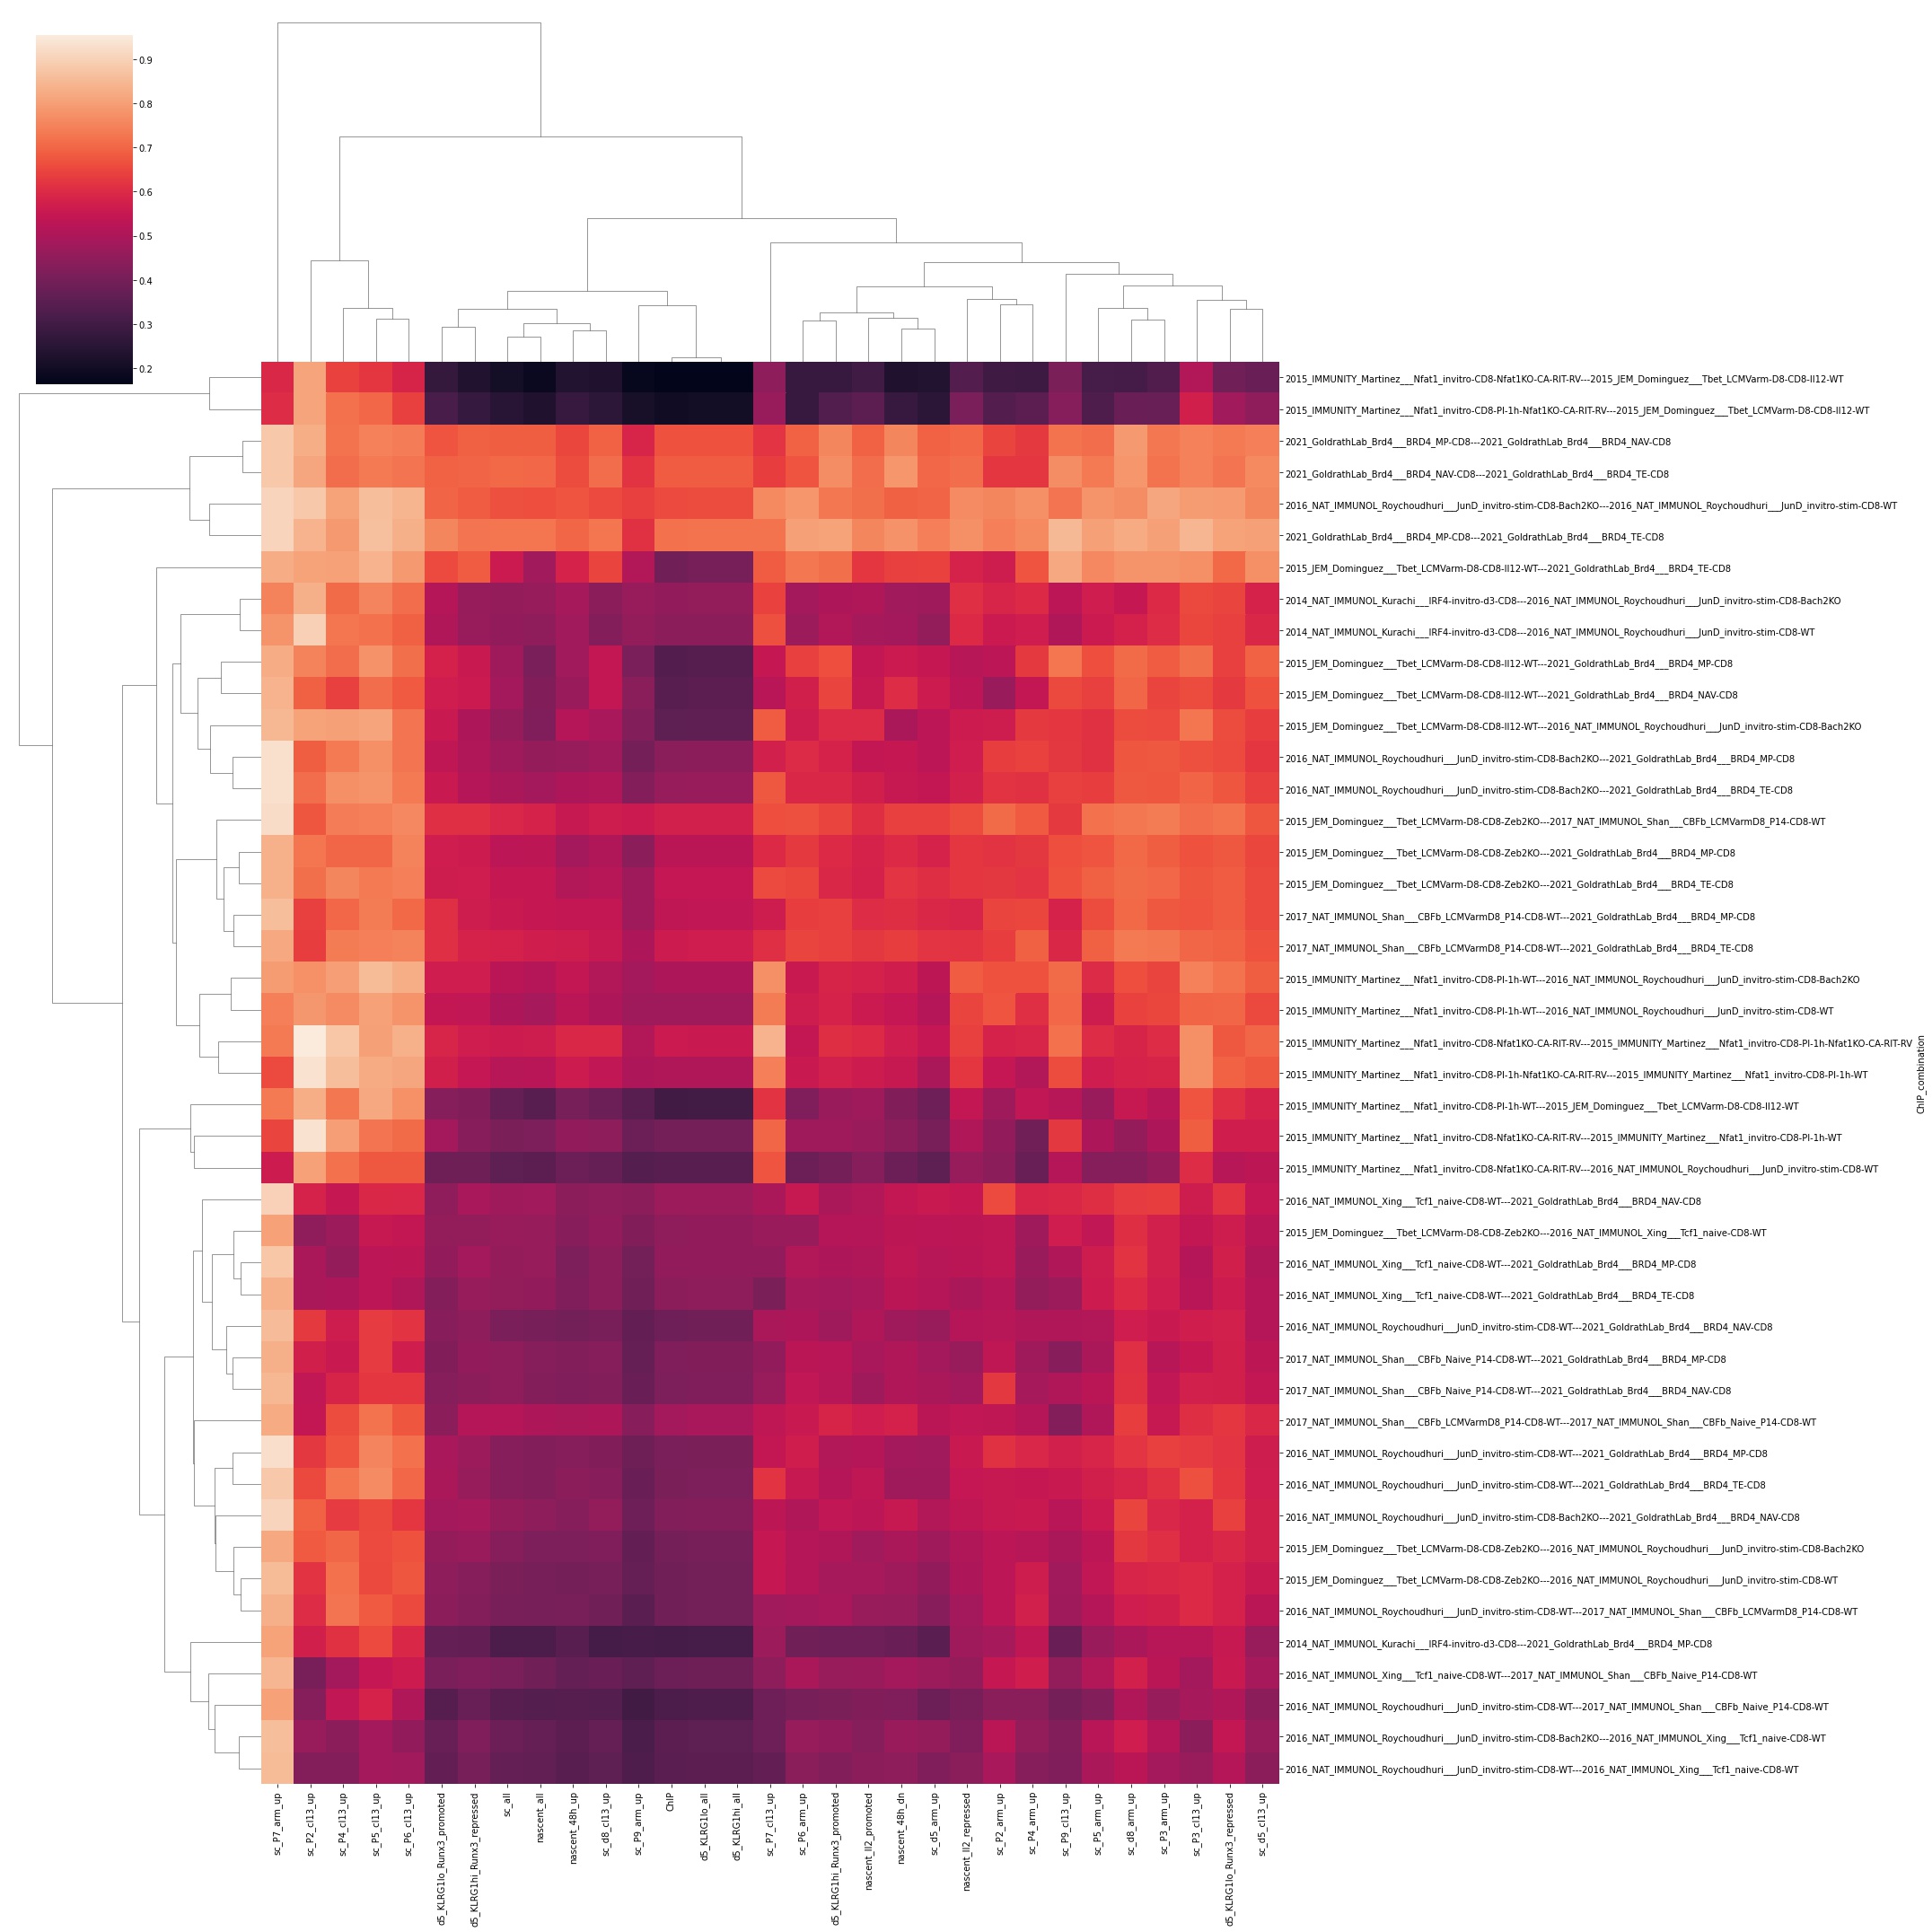 0.9
0.8
0.7
0.6
0.5
0.4
0.3
0.2
2015_IMMUNITY_Martinez___Nfat1_invitro-CD8-Nfat1KO-CA-RIT-RV---2015_JEM_Dominguez___Tbet_LCMVarm-D8-CD8-Il12-WT
2015_IMMUNITY_Martinez___Nfat1_invitro-CD8-PI-1h-Nfat1KO-CA-RIT-RV---2015_JEM_Dominguez___Tbet_LCMVarm-D8-CD8-Il12-WT
2021_GoldrathLab_Brd4___BRD4_MP-CD8---2021_GoldrathLab_Brd4___BRD4_NAV-CD8
2021_GoldrathLab_Brd4___BRD4_NAV-CD8---2021_GoldrathLab_Brd4___BRD4_TE-CD8
2016_NAT_IMMUNOL_Roychoudhuri___JunD_invitro-stim-CD8-Bach2KO---2016_NAT_IMMUNOL_Roychoudhuri___JunD_invitro-stim-CD8-WT
2021_GoldrathLab_Brd4___BRD4_MP-CD8---2021_GoldrathLab_Brd4___BRD4_TE-CD8
2015_JEM_Dominguez___Tbet_LCMVarm-D8-CD8-Il12-WT---2021_GoldrathLab_Brd4___BRD4_TE-CD8
2014_NAT_IMMUNOL_Kurachi___IRF4-invitro-d3-CD8---2016_NAT_IMMUNOL_Roychoudhuri___JunD_invitro-stim-CD8-Bach2KO
2014_NAT_IMMUNOL_Kurachi___IRF4-invitro-d3-CD8---2016_NAT_IMMUNOL_Roychoudhuri___JunD_invitro-stim-CD8-WT
2015_JEM_Dominguez___Tbet_LCMVarm-D8-CD8-Il12-WT---2021_GoldrathLab_Brd4___BRD4_MP-CD8
2015_JEM_Dominguez___Tbet_LCMVarm-D8-CD8-Il12-WT---2021_GoldrathLab_Brd4___BRD4_NAV-CD8
2015_JEM_Dominguez___Tbet_LCMVarm-D8-CD8-Il12-WT---2016_NAT_IMMUNOL_Roychoudhuri___JunD_invitro-stim-CD8-Bach2KO
2016_NAT_IMMUNOL_Roychoudhuri___JunD_invitro-stim-CD8-Bach2KO---2021_GoldrathLab_Brd4___BRD4_MP-CD8
2016_NAT_IMMUNOL_Roychoudhuri___JunD_invitro-stim-CD8-Bach2KO---2021_GoldrathLab_Brd4___BRD4_TE-CD8
2015_JEM_Dominguez___Tbet_LCMVarm-D8-CD8-Zeb2KO---2017_NAT_IMMUNOL_Shan___CBFb_LCMVarmD8_P14-CD8-WT
2015_JEM_Dominguez___Tbet_LCMVarm-D8-CD8-Zeb2KO---2021_GoldrathLab_Brd4___BRD4_MP-CD8
2015_JEM_Dominguez___Tbet_LCMVarm-D8-CD8-Zeb2KO---2021_GoldrathLab_Brd4___BRD4_TE-CD8
2017_NAT_IMMUNOL_Shan___CBFb_LCMVarmD8_P14-CD8-WT---2021_GoldrathLab_Brd4___BRD4_MP-CD8
2017_NAT_IMMUNOL_Shan___CBFb_LCMVarmD8_P14-CD8-WT---2021_GoldrathLab_Brd4___BRD4_TE-CD8
2015_IMMUNITY_Martinez___Nfat1_invitro-CD8-PI-1h-WT---2016_NAT_IMMUNOL_Roychoudhuri___JunD_invitro-stim-CD8-Bach2KO
2015_IMMUNITY_Martinez___Nfat1_invitro-CD8-PI-1h-WT---2016_NAT_IMMUNOL_Roychoudhuri___JunD_invitro-stim-CD8-WT
2015_IMMUNITY_Martinez___Nfat1_invitro-CD8-Nfat1KO-CA-RIT-RV---2015_IMMUNITY_Martinez___Nfat1_invitro-CD8-PI-1h-Nfat1KO-CA-RIT-RV
2015_IMMUNITY_Martinez___Nfat1_invitro-CD8-PI-1h-Nfat1KO-CA-RIT-RV---2015_IMMUNITY_Martinez___Nfat1_invitro-CD8-PI-1h-WT
2015_IMMUNITY_Martinez___Nfat1_invitro-CD8-PI-1h-WT---2015_JEM_Dominguez___Tbet_LCMVarm-D8-CD8-Il12-WT
2015_IMMUNITY_Martinez___Nfat1_invitro-CD8-Nfat1KO-CA-RIT-RV---2015_IMMUNITY_Martinez___Nfat1_invitro-CD8-PI-1h-WT
2015_IMMUNITY_Martinez___Nfat1_invitro-CD8-Nfat1KO-CA-RIT-RV---2016_NAT_IMMUNOL_Roychoudhuri___JunD_invitro-stim-CD8-WT
2016_NAT_IMMUNOL_Xing___Tcf1_naive-CD8-WT---2021_GoldrathLab_Brd4___BRD4_NAV-CD8
2015_JEM_Dominguez___Tbet_LCMVarm-D8-CD8-Zeb2KO---2016_NAT_IMMUNOL_Xing___Tcf1_naive-CD8-WT
2016_NAT_IMMUNOL_Xing___Tcf1_naive-CD8-WT---2021_GoldrathLab_Brd4___BRD4_MP-CD8
2016_NAT_IMMUNOL_Xing___Tcf1_naive-CD8-WT---2021_GoldrathLab_Brd4___BRD4_TE-CD8
2016_NAT_IMMUNOL_Roychoudhuri___JunD_invitro-stim-CD8-WT---2021_GoldrathLab_Brd4___BRD4_NAV-CD8
2017_NAT_IMMUNOL_Shan___CBFb_Naive_P14-CD8-WT---2021_GoldrathLab_Brd4___BRD4_MP-CD8
2017_NAT_IMMUNOL_Shan___CBFb_Naive_P14-CD8-WT---2021_GoldrathLab_Brd4___BRD4_NAV-CD8
2017_NAT_IMMUNOL_Shan___CBFb_LCMVarmD8_P14-CD8-WT---2017_NAT_IMMUNOL_Shan___CBFb_Naive_P14-CD8-WT
2016_NAT_IMMUNOL_Roychoudhuri___JunD_invitro-stim-CD8-WT---2021_GoldrathLab_Brd4___BRD4_MP-CD8
2016_NAT_IMMUNOL_Roychoudhuri___JunD_invitro-stim-CD8-WT---2021_GoldrathLab_Brd4___BRD4_TE-CD8
2016_NAT_IMMUNOL_Roychoudhuri___JunD_invitro-stim-CD8-Bach2KO---2021_GoldrathLab_Brd4___BRD4_NAV-CD8
2015_JEM_Dominguez___Tbet_LCMVarm-D8-CD8-Zeb2KO---2016_NAT_IMMUNOL_Roychoudhuri___JunD_invitro-stim-CD8-Bach2KO
2015_JEM_Dominguez___Tbet_LCMVarm-D8-CD8-Zeb2KO---2016_NAT_IMMUNOL_Roychoudhuri___JunD_invitro-stim-CD8-WT
2016_NAT_IMMUNOL_Roychoudhuri___JunD_invitro-stim-CD8-WT---2017_NAT_IMMUNOL_Shan___CBFb_LCMVarmD8_P14-CD8-WT
2014_NAT_IMMUNOL_Kurachi___IRF4-invitro-d3-CD8---2021_GoldrathLab_Brd4___BRD4_MP-CD8
2016_NAT_IMMUNOL_Xing___Tcf1_naive-CD8-WT---2017_NAT_IMMUNOL_Shan___CBFb_Naive_P14-CD8-WT
2016_NAT_IMMUNOL_Roychoudhuri___JunD_invitro-stim-CD8-WT---2017_NAT_IMMUNOL_Shan___CBFb_Naive_P14-CD8-WT
2016_NAT_IMMUNOL_Roychoudhuri___JunD_invitro-stim-CD8-Bach2KO---2016_NAT_IMMUNOL_Xing___Tcf1_naive-CD8-WT
2016_NAT_IMMUNOL_Roychoudhuri___JunD_invitro-stim-CD8-WT---2016_NAT_IMMUNOL_Xing___Tcf1_naive-CD8-WT
ChIP_combination
sc_P7_arm_up
sc_P2_cl13_up
sc_P4_cl13_up
sc_P5_cl13_up
sc_P6_cl13_up
d5_KLRG1lo_Runx3_promoted
d5_KLRG1hi_Runx3_repressed
sc_all
nascent_all
nascent_48h_up
sc_d8_cl13_up
sc_P9_arm_up
ChIP
d5_KLRG1lo_all
d5_KLRG1hi_all
sc_P7_cl13_up
sc_P6_arm_up
d5_KLRG1hi_Runx3_promoted
nascent_Il2_promoted
nascent_48h_dn
sc_d5_arm_up
nascent_Il2_repressed
sc_P2_arm_up
sc_P4_arm_up
sc_P9_cl13_up
sc_P5_arm_up
sc_d8_arm_up
sc_P3_arm_up
sc_P3_cl13_up
d5_KLRG1lo_Runx3_repressed
sc_d5_cl13_up